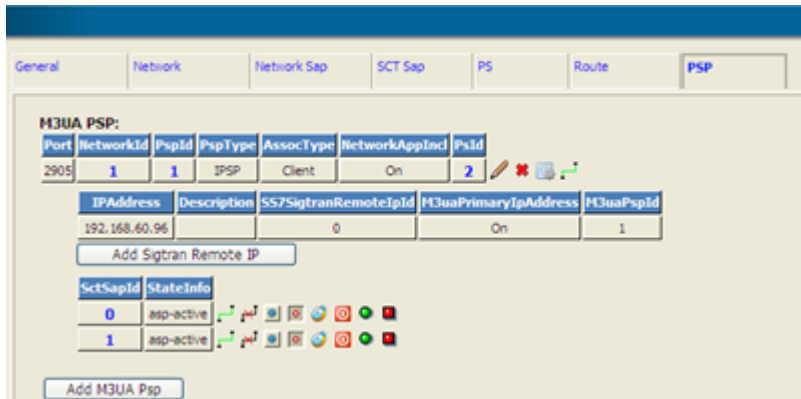 General Network Network Sap SCT Sap PS Route PSP
M3UA PSP:
Port NetworkId PspId PspType AssocType NetworkAppIncl PsId
2905 1 1 IPSP Client On 2
IPAddress Description SS7SigtranRemoteIpId M3uaPrimaryIpAddress M3uaPspId
192.168.60.96 0 On 1
Add Sigtran Remote IP
SctSapId StateInfo
0 asp-active
1 asp-active
Add M3UA Psp